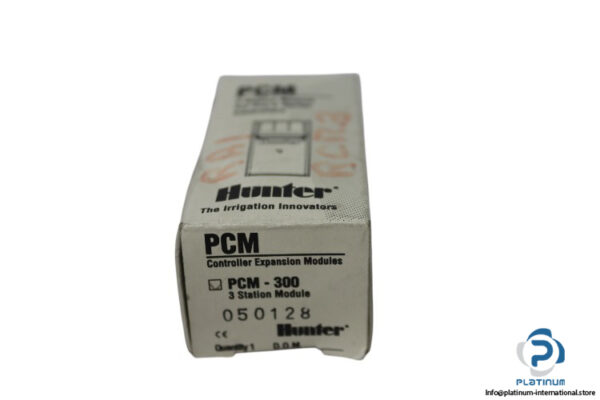 PCM
Hunter®
The Irrigation Innovators
PCM
Controller Expansion Modules
PCM - 300
3 Station Module
050128
CE Hunter®
Quantity 1 D.O.M.
PLATINUM
Info@platinum-international.store